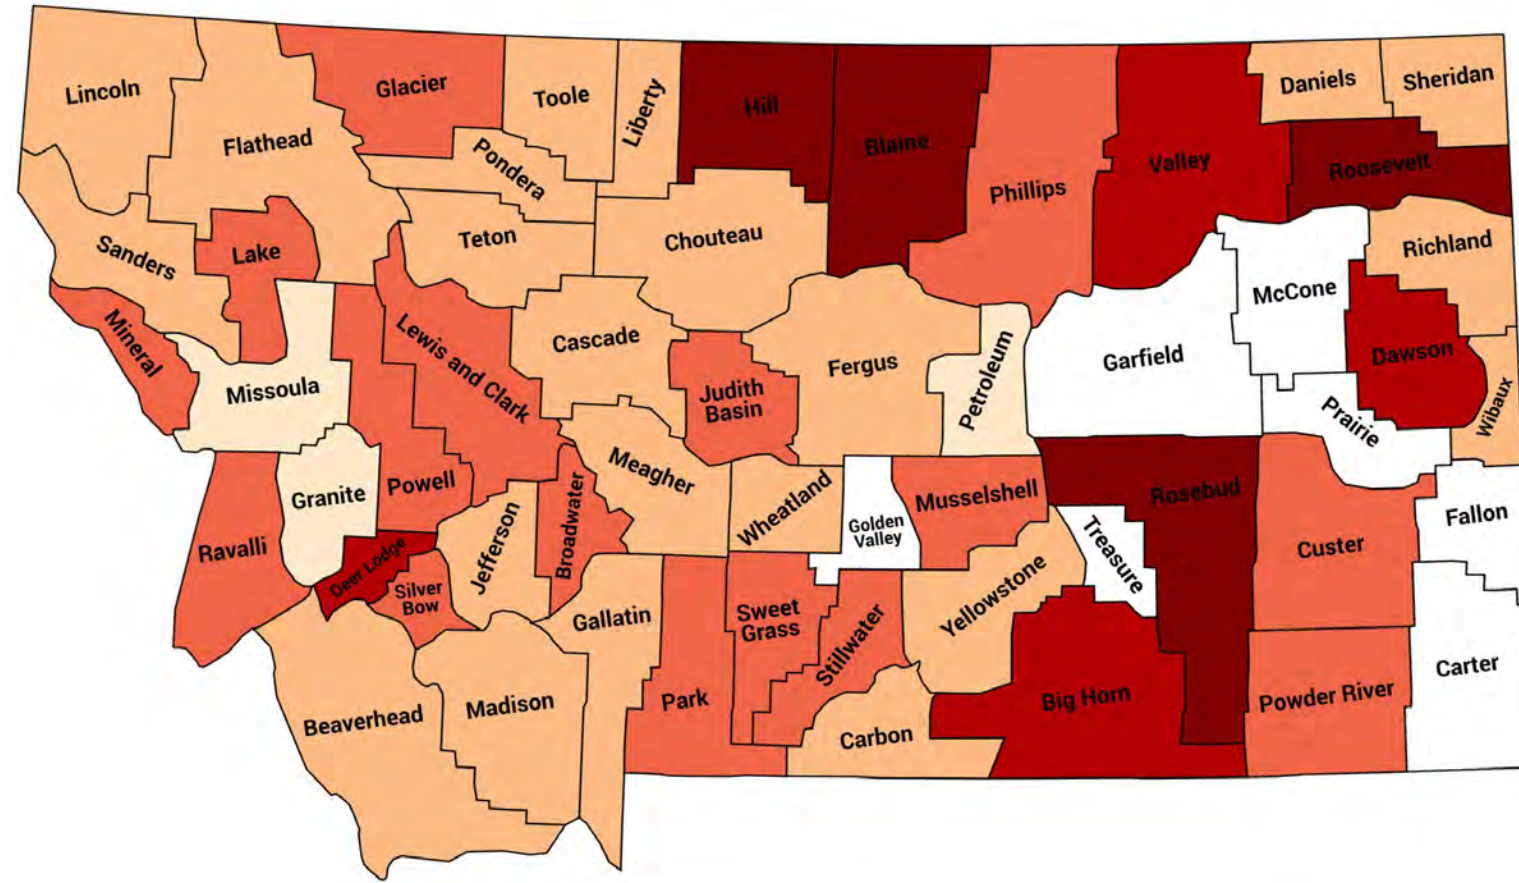 Lincoln
Flathead
Glacier
Toole
Liberty
Hill
Blaine
Phillips
Valley
Daniels
Sheridan
Roosevelt
Pondera
Teton
Chouteau
Sanders
Lake
Richland
McCone
Mineral
Missoula
Lewis and Clark
Cascade
Judith
Basin
Fergus
Petroleum
Garfield
Dawson
Wibaux
Prairie
Granite
Powell
Meagher
Wheatland
Golden
Valley
Musselshell
Rosebud
Treasure
Custer
Fallon
Ravalli
Deer Lodge
Silver
Bow
Jefferson
Broadwater
Gallatin
Sweet
Grass
Stillwater
Yellowstone
Beaverhead
Madison
Park
Carbon
Big Horn
Powder River
Carter